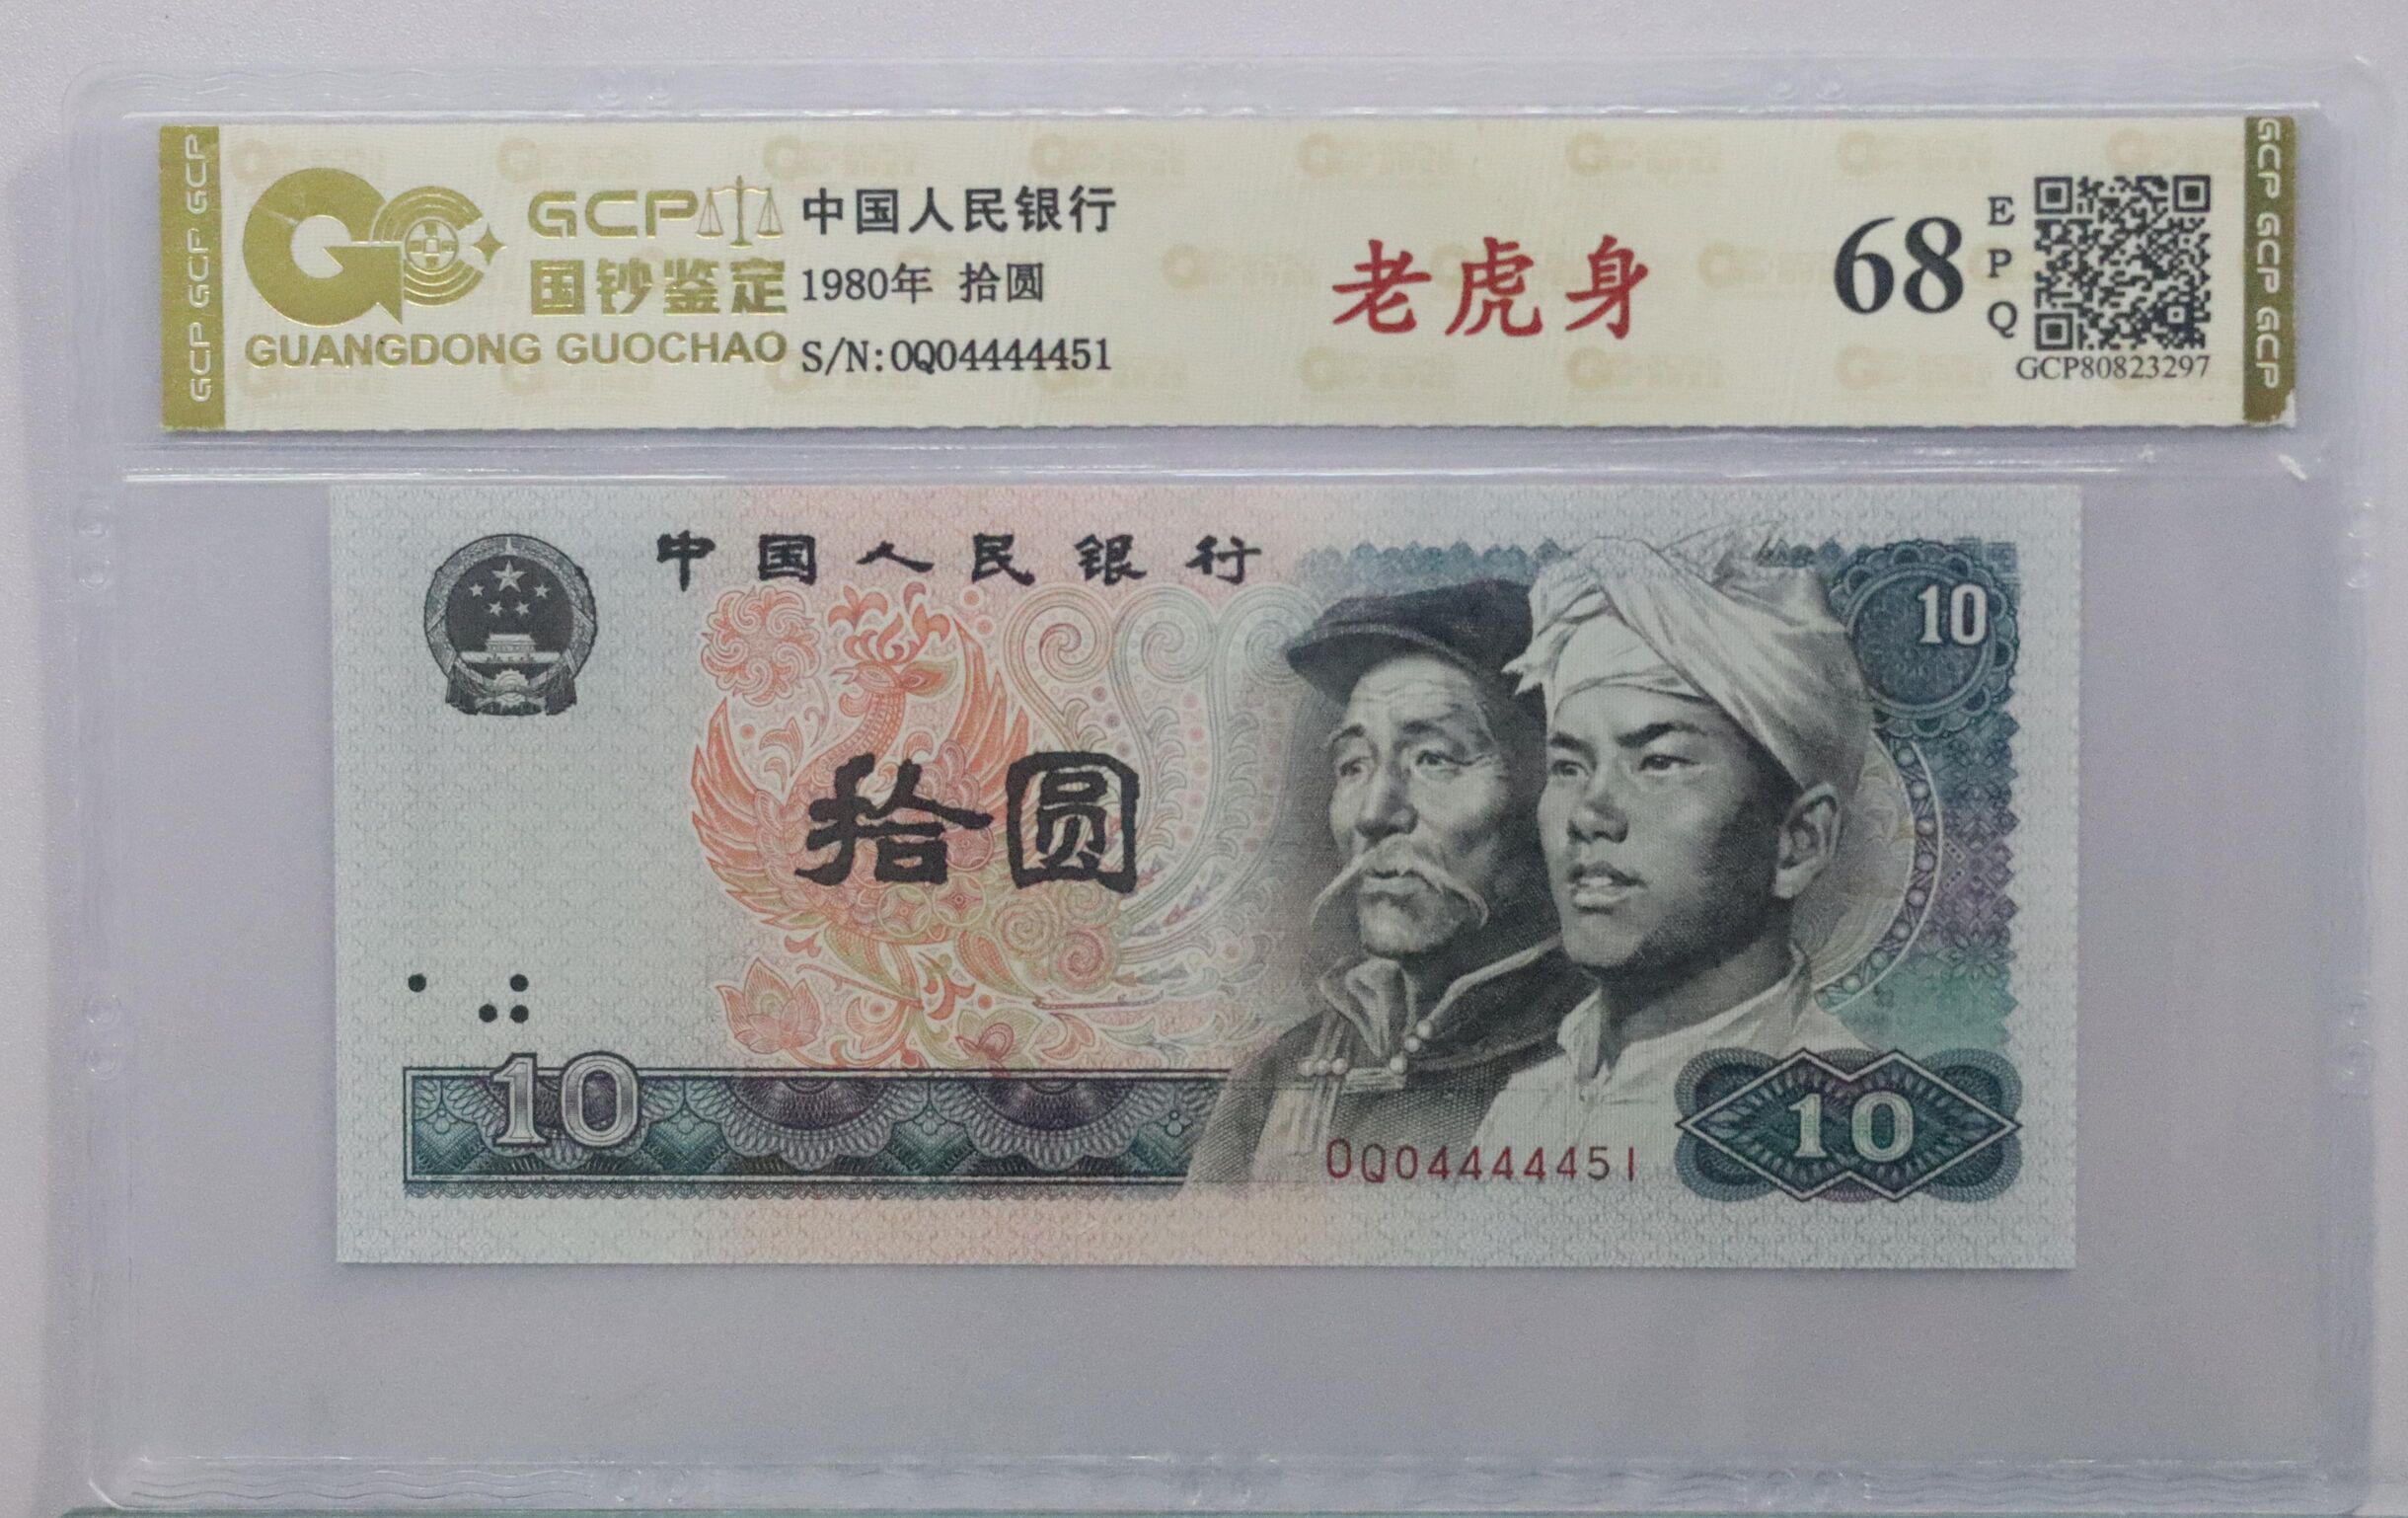 GCP GCP GCP
GCP
国钞鉴定
GUANGDONG GUOCHAO
中国人民银行
1980年 拾圆
S/N:OQ04444451
老虎身
68
E
P
Q
GCP80823297
GCP GCP GCP
中国人民银行
10
拾圆
10
OQ04444451
10